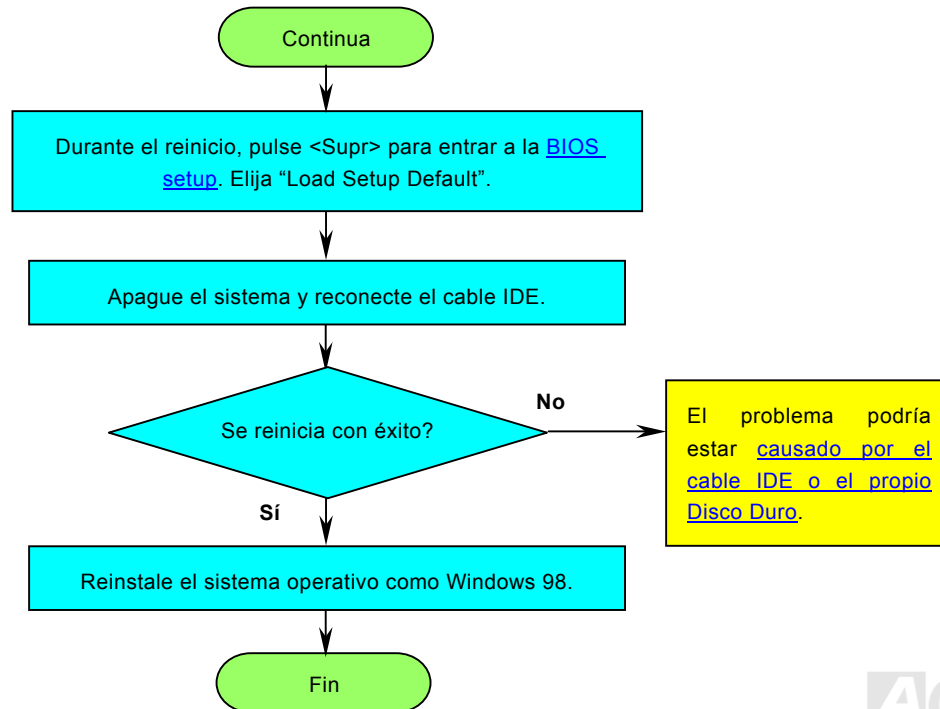 Continua
Durante el reinicio, pulse <Supr> para entrar a la BIOS
setup. Elija “Load Setup Default”.
Apague el sistema y reconecte el cable IDE.
Se reinicia con éxito?
No
El problema podría
estar causado por el
cable IDE o el propio
Disco Duro.
Sí
Reinstale el sistema operativo como Windows 98.
Fin